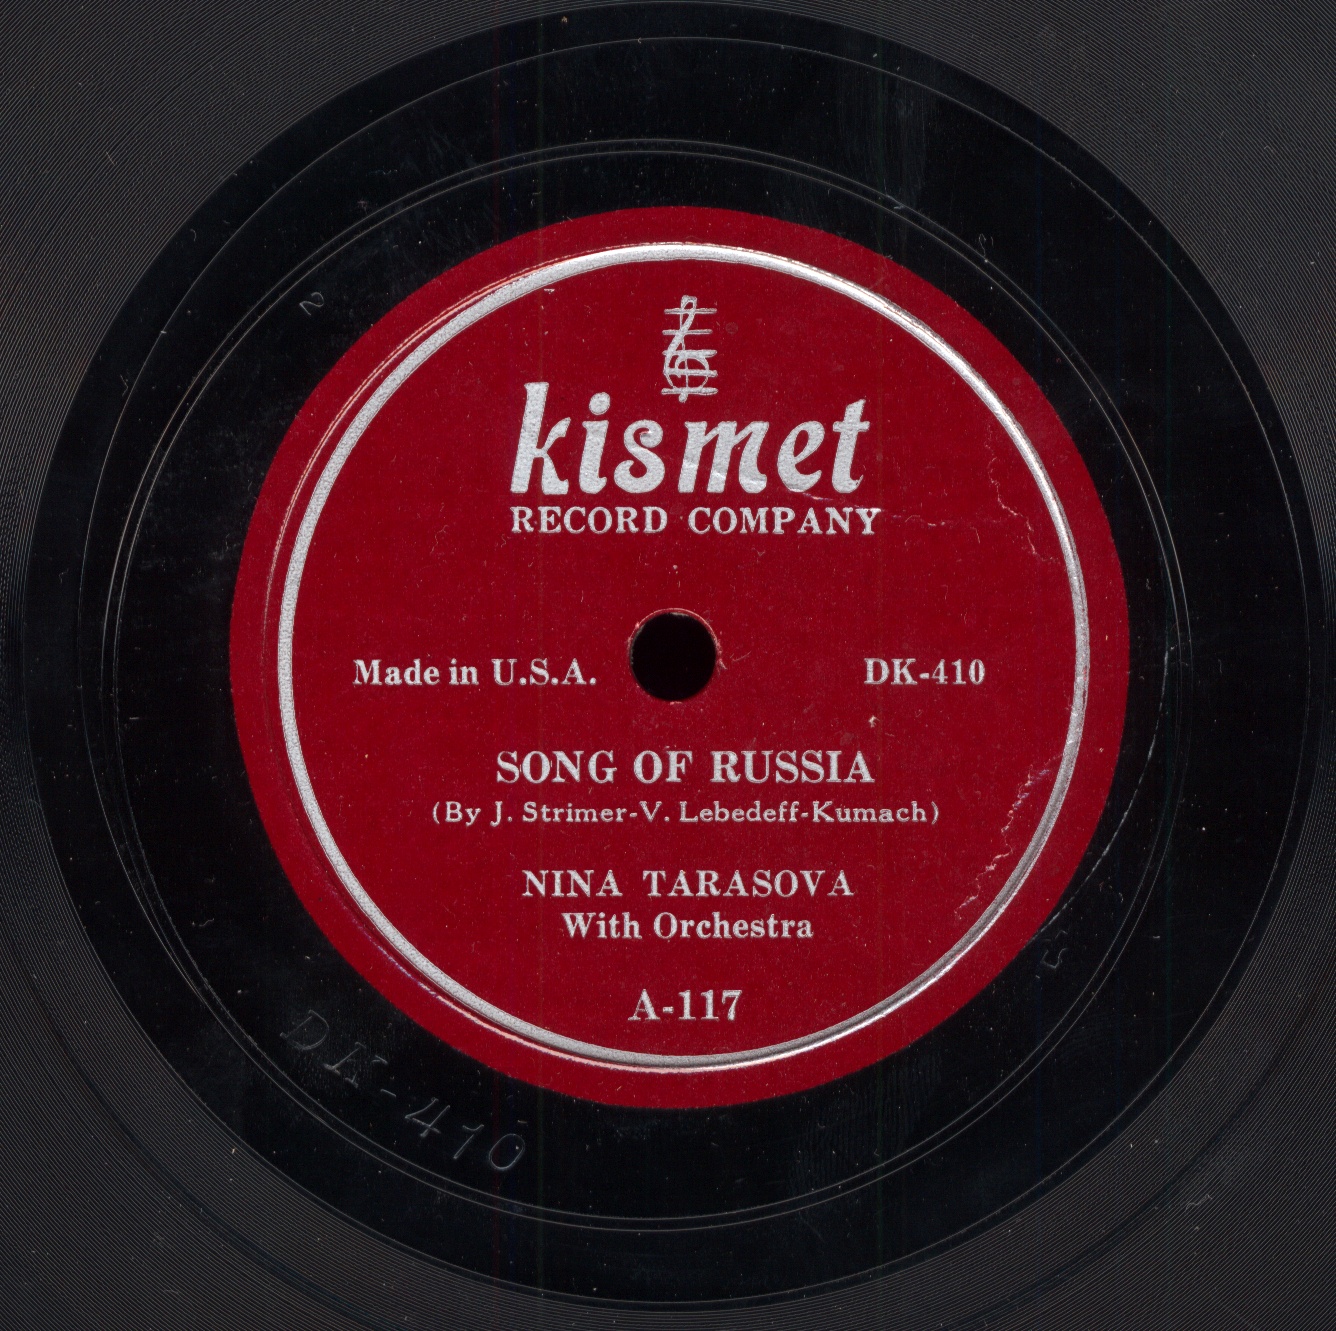 kismet
RECORD COMPANY
Made in U.S.A. DK-410
SONG OF RUSSIA
(By J. Strimer-V. Lebedeff-Kumach)
NINA TARASOVA
With Orchestra
A-117
DK-410